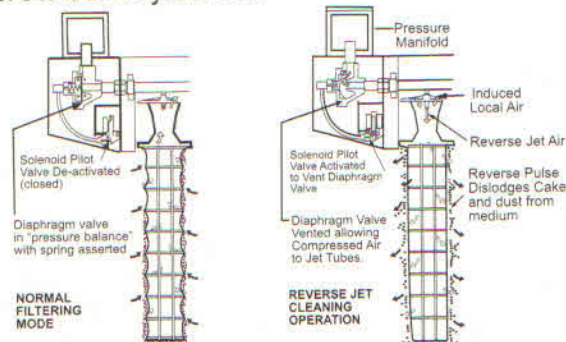 Solenoid Pilot
Valve De-activated
(closed)
Diaphragm valve
in "pressure balance"
with spring asserted
NORMAL
FILTERING
MODE
Pressure
Manifold
Induced
Local Air
Reverse Jet Air
Solenoid Pilot
Valve Activated
to Vent Diaphragm
Valve
Reverse Pulse
Dislodges Cake
and dust from
medium
Diaphragm Valve
Vented allowing
Compressed Air
to Jet Tubes.
REVERSE JET
CLEANING
OPERATION